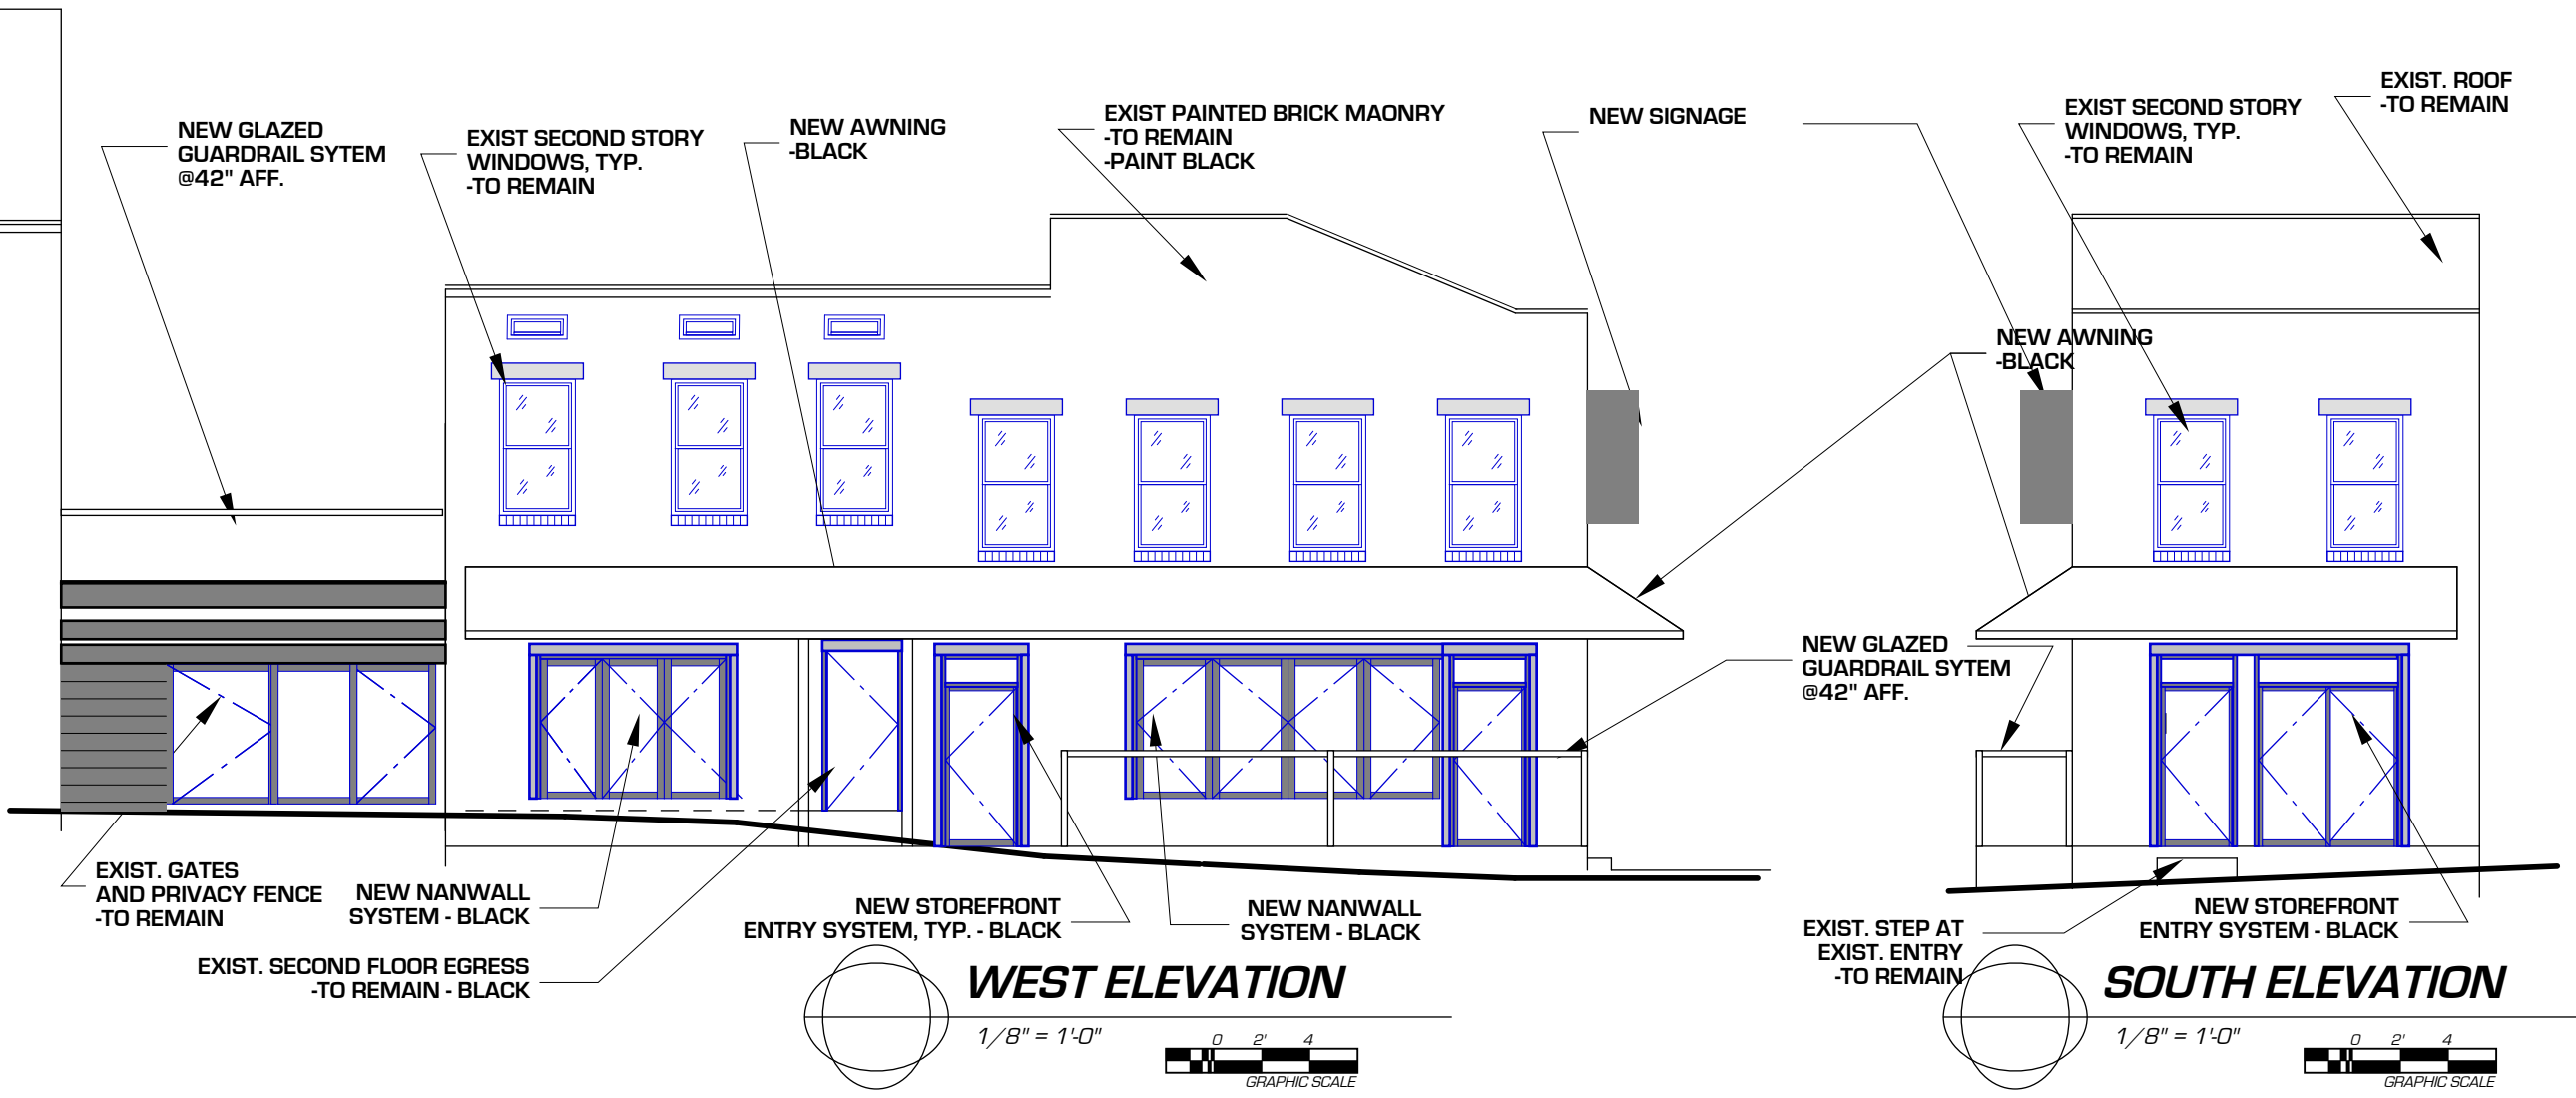 NEW GLAZED
GUARDRAIL SYTEM
@42" AFF.
EXIST SECOND STORY
WINDOWS, TYP.
-TO REMAIN
NEW AWNING
-BLACK
EXIST PAINTED BRICK MAONRY
-TO REMAIN
-PAINT BLACK
NEW SIGNAGE
EXIST SECOND STORY
WINDOWS, TYP.
-TO REMAIN
EXIST. ROOF
-TO REMAIN
NEW AWNING
-BLACK
NEW GLAZED
GUARDRAIL SYTEM
@42" AFF.
EXIST. GATES
AND PRIVACY FENCE
-TO REMAIN
NEW NANWALL
SYSTEM - BLACK
EXIST. SECOND FLOOR EGRESS
-TO REMAIN - BLACK
NEW STOREFRONT
ENTRY SYSTEM, TYP. - BLACK
NEW NANWALL
SYSTEM - BLACK
EXIST. STEP AT
EXIST. ENTRY
-TO REMAIN
NEW STOREFRONT
ENTRY SYSTEM - BLACK
WEST ELEVATION
1/8" = 1'-0"
0 2' 4
GRAPHIC SCALE
SOUTH ELEVATION
1/8" = 1'-0"
0 2' 4
GRAPHIC SCALE